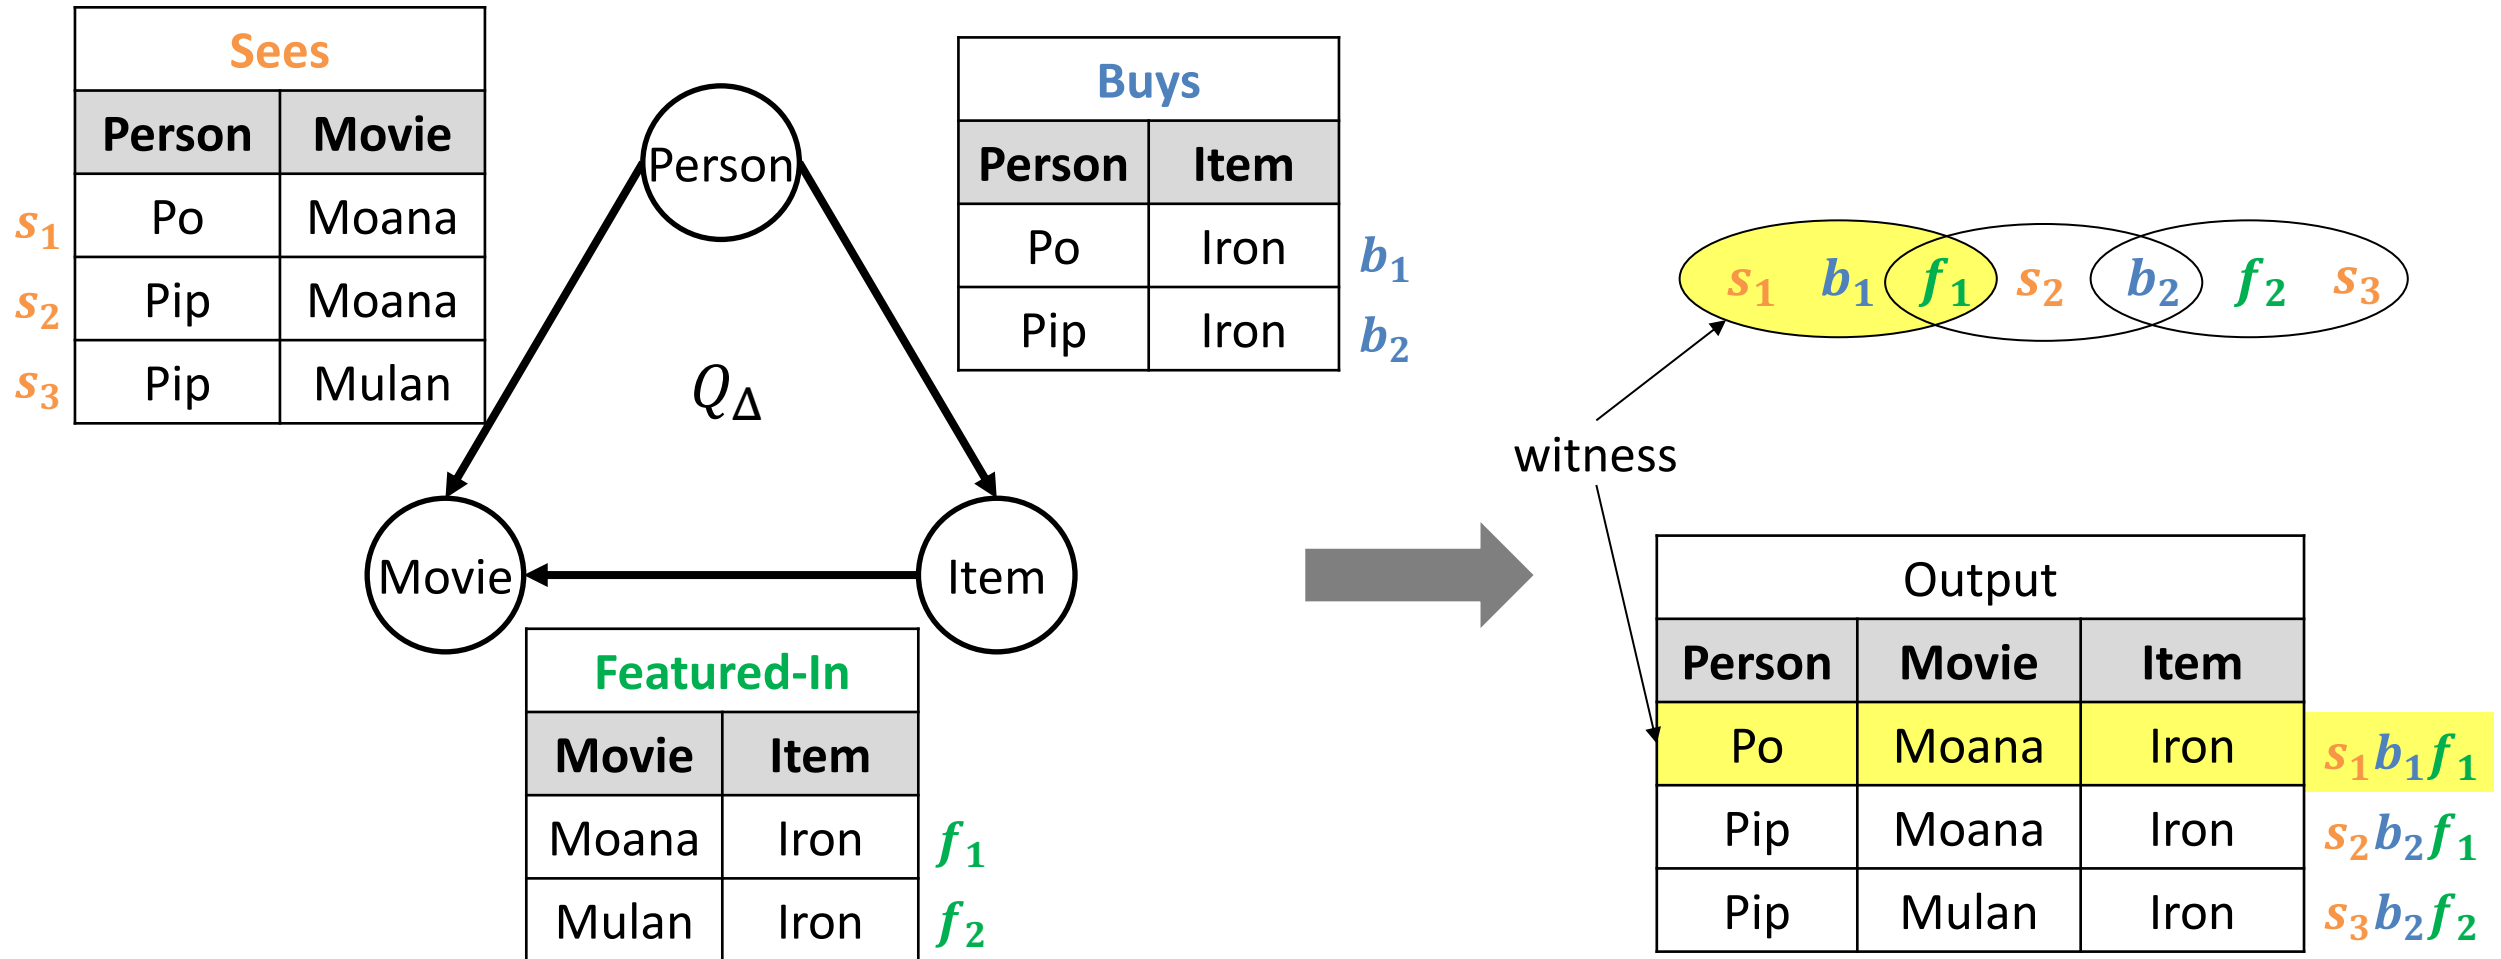 Sees
Person Movie
s1 Po Moana
s2 Pip Moana
s3 Pip Mulan
Person
Movie
Item
QΔ
Buys
Person Item
Po Iron b1
Pip Iron b2
Featured-In
Movie Item
Moana Iron f1
Mulan Iron f2
s1 b1 f1 s2 b2 f2 s3
witness
Output
Person Movie Item
Po Moana Iron s1b1f1
Pip Moana Iron s2b2f1
Pip Mulan Iron s3b2f2